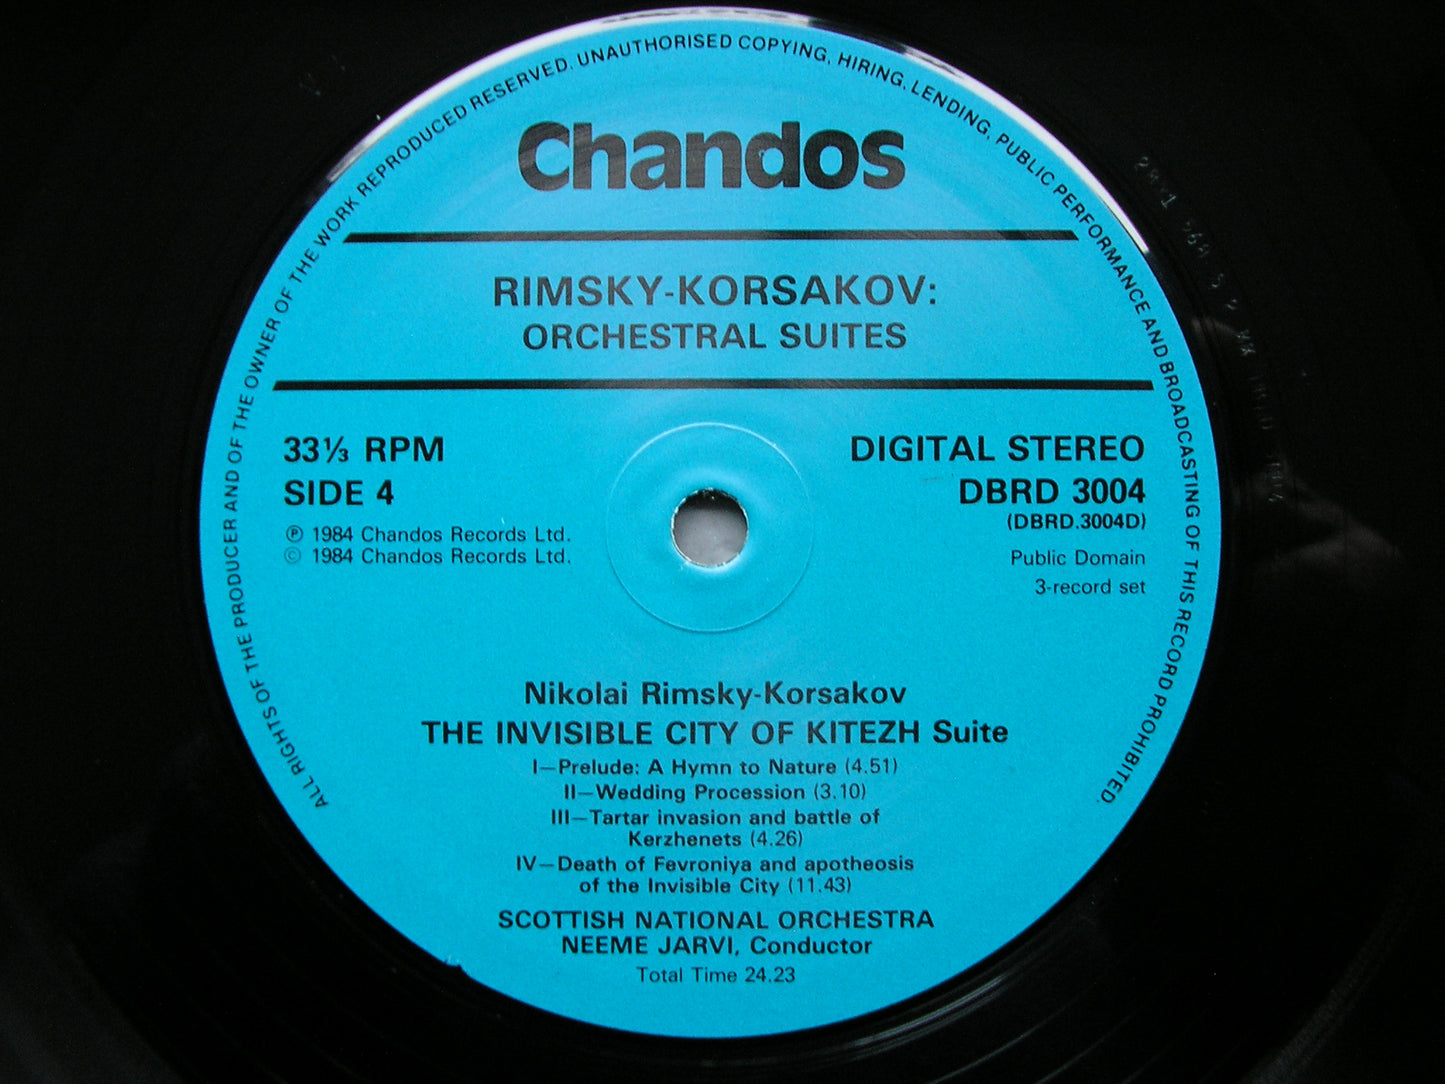 ALL RIGHTS OF THE PRODUCER AND OF THE OWNER OF THE WORK REPRODUCED RESERVED. UNAUTHORISED COPYING, HIRING, LENDING, PUBLIC PERFORMANCE AND BROADCASTING OF THIS RECORD PROHIBITED.
Chandos
RIMSKY-KORSAKOV:
ORCHESTRAL SUITES
33⅓ RPM
SIDE 4
℗ 1984 Chandos Records Ltd.
© 1984 Chandos Records Ltd.
DIGITAL STEREO
DBRD 3004
(DBRD.3004D)
Public Domain
3-record set
Nikolai Rimsky-Korsakov
THE INVISIBLE CITY OF KITEZH Suite
I—Prelude: A Hymn to Nature (4.51)
II—Wedding Procession (3.10)
III—Tartar invasion and battle of
Kerzhenets (4.26)
IV—Death of Fevroniya and apotheosis
of the Invisible City (11.43)
SCOTTISH NATIONAL ORCHESTRA
NEEME JARVI, Conductor
Total Time 24.23